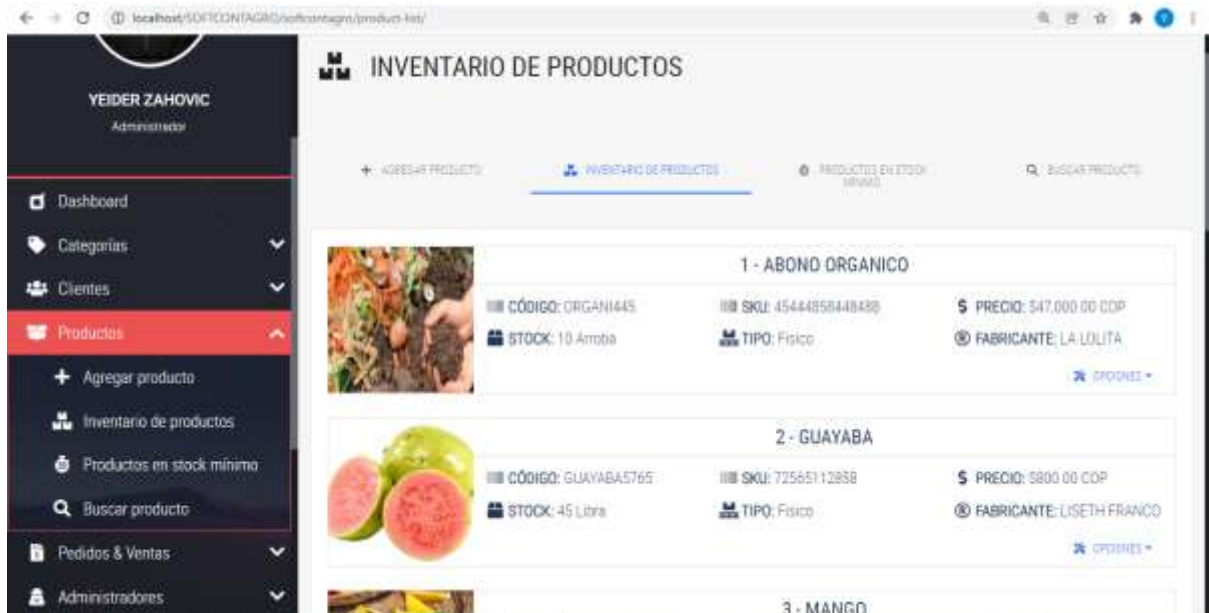 localhost/SOFTCONTAGRO/softcontagro/product-list/
YEIDER ZAHOVIC
Administrador
Dashboard
Categorías
Clientes
Productos
Agregar producto
Inventario de productos
Productos en stock mínimo
Buscar producto
Pedidos & Ventas
Administradores
INVENTARIO DE PRODUCTOS
AGREGAR PRODUCTO
INVENTARIO DE PRODUCTOS
PRODUCTOS EN STOCK
MINIMO
BUSCAR PRODUCTO
1 - ABONO ORGANICO
CÓDIGO: ORGANI445
SKU: 45444858448488
PRECIO: $47,000.00 COP
STOCK: 10 Arroba
TIPO: Fisico
FABRICANTE: LA LOLITA
OPCIONES
2 - GUAYABA
CÓDIGO: GUAYABA5765
SKU: 72565112858
PRECIO: $800.00 COP
STOCK: 45 Libra
TIPO: Fisico
FABRICANTE: LISETH FRANCO
OPCIONES
3 - MANGO